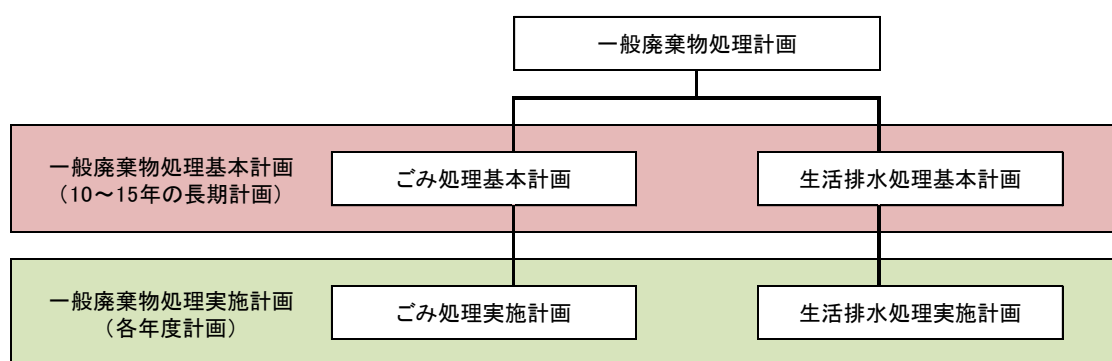 一般廃棄物処理計画
一般廃棄物処理基本計画
（10～15年の長期計画）
ごみ処理基本計画
生活排水処理基本計画
一般廃棄物処理実施計画
（各年度計画）
ごみ処理実施計画
生活排水処理実施計画